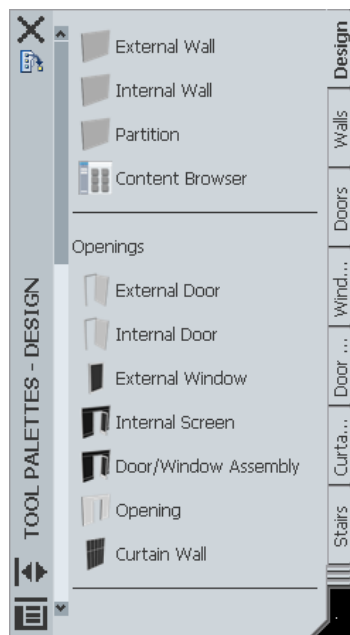 External Wall
Internal Wall
Partition
Content Browser
Openings
External Door
Internal Door
External Window
Internal Screen
Door/Window Assembly
Opening
Curtain Wall
TOOL PALETTES - DESIGN
Design
Walls
Doors
Wind...
Door ...
Curta...
Stairs